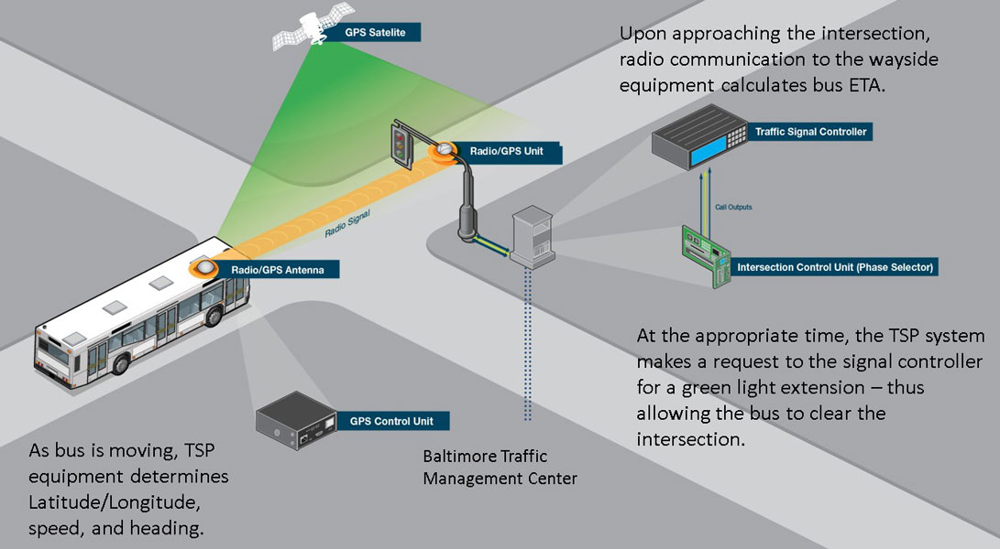 GPS Satelite
Upon approaching the intersection,
radio communication to the wayside
equipment calculates bus ETA.
Traffic Signal Controller
Radio/GPS Unit
Call Outputs
Radio Signal
Radio/GPS Antenna
Intersection Control Unit (Phase Selector)
At the appropriate time, the TSP system
makes a request to the signal controller
for a green light extension – thus
allowing the bus to clear the
intersection.
GPS Control Unit
As bus is moving, TSP
equipment determines
Latitude/Longitude,
speed, and heading.
Baltimore Traffic
Management Center